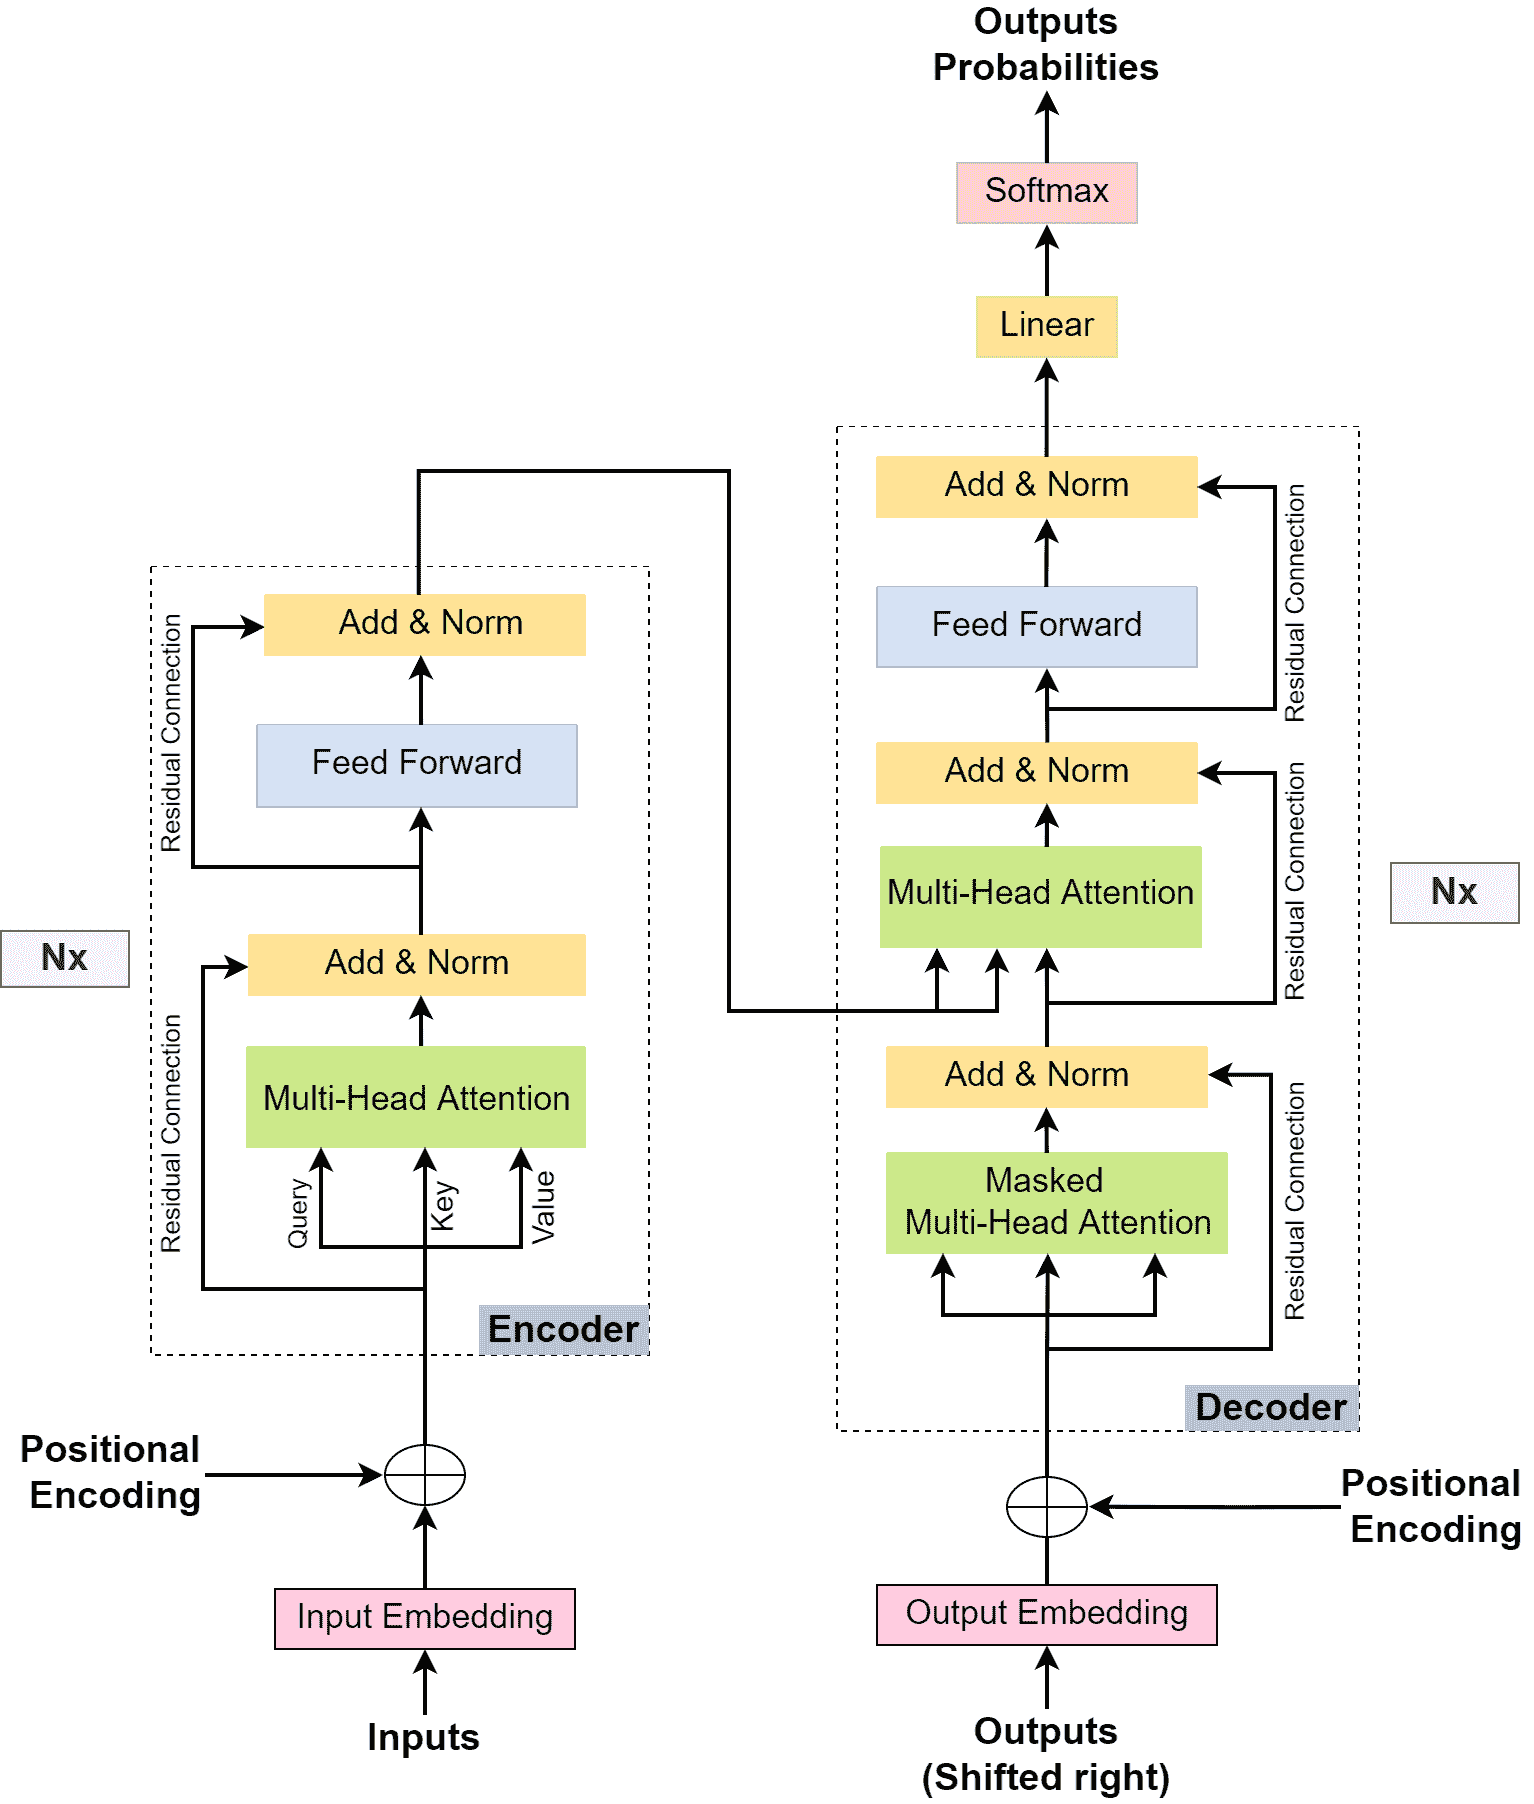 Outputs
Probabilities
Softmax
Linear
Add & Norm
Feed Forward
Residual Connection
Add & Norm
Multi-Head Attention
Residual Connection
Nx
Add & Norm
Masked
Multi-Head Attention
Residual Connection
Decoder
Positional
Encoding
Output Embedding
Outputs
(Shifted right)
Add & Norm
Residual Connection
Feed Forward
Nx
Add & Norm
Residual Connection
Multi-Head Attention
Query
Key
Value
Encoder
Positional
Encoding
Input Embedding
Inputs